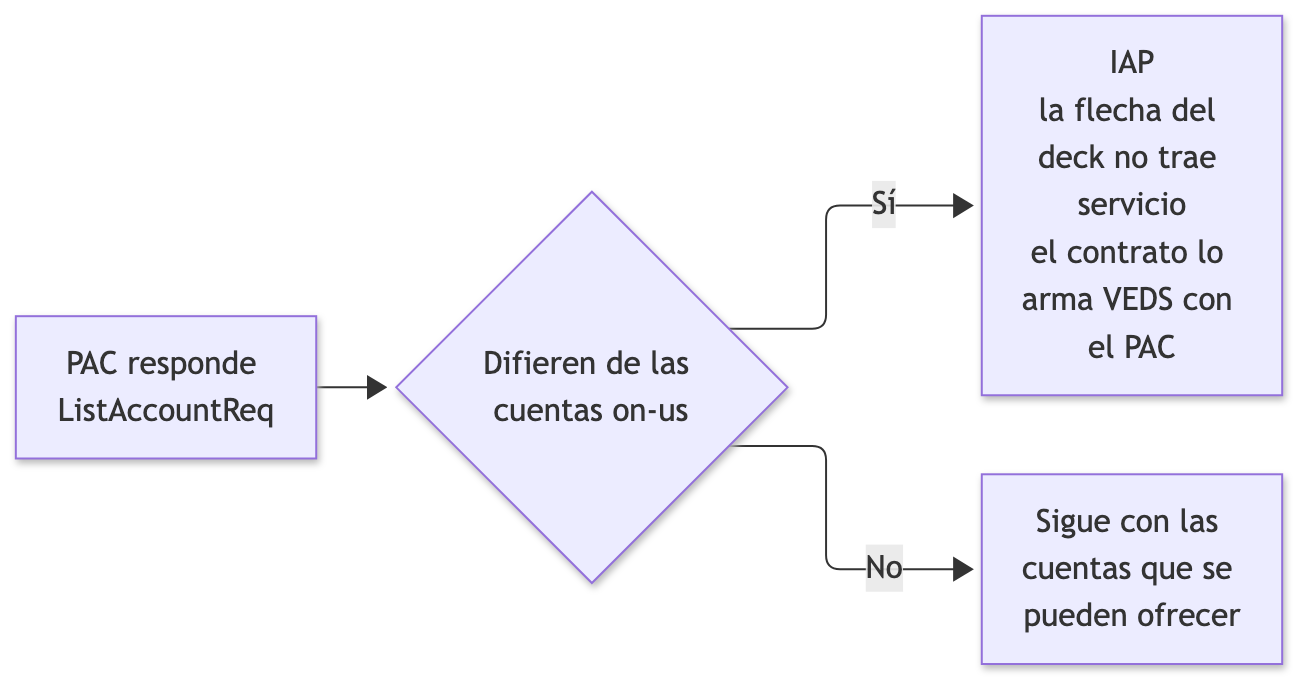 PAC responde
ListAccountReq
Difieren de las
cuentas on-us
Sí
IAP
la flecha del
deck no trae
servicio
el contrato lo
arma VEDS con
el PAC
No
Sigue con las
cuentas que se
pueden ofrecer